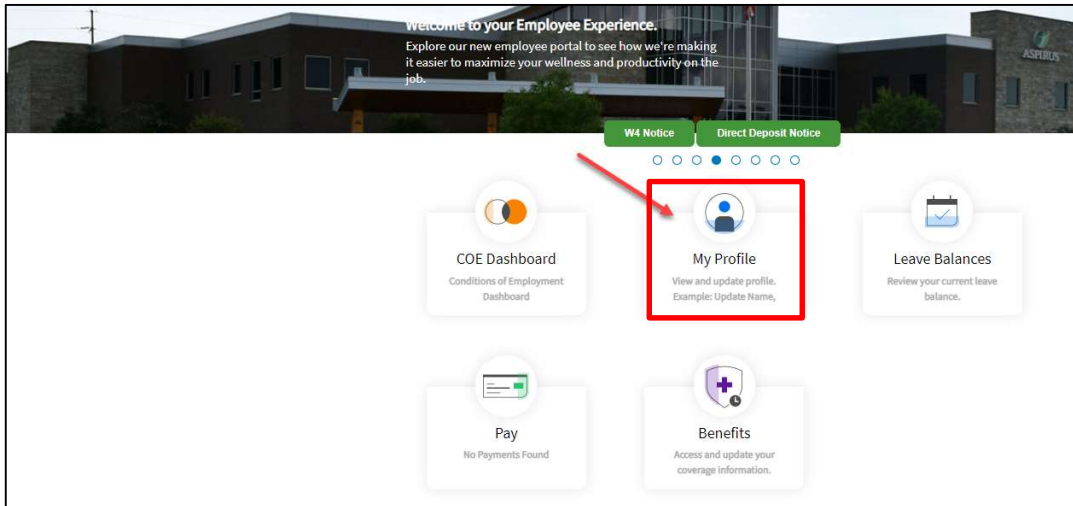 Welcome to your Employee Experience.
Explore our new employee portal to see how we're making
it easier to maximize your wellness and productivity on the
job.
ASPIRUS
W4 Notice
Direct Deposit Notice
COE Dashboard
Conditions of Employment
Dashboard
My Profile
View and update profile.
Example: Update Name,
Leave Balances
Review your current leave
balance.
Pay
No Payments Found
Benefits
Access and update your
coverage information.